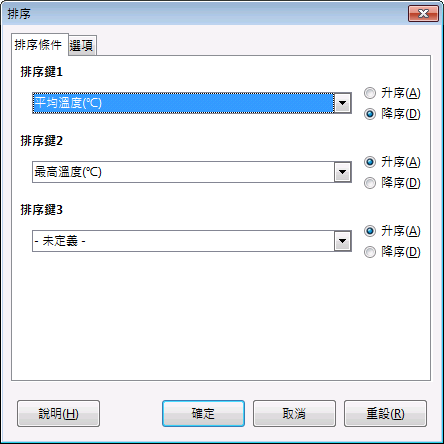 排序
排序條件 選項
排序鍵1
平均溫度(℃)
升序(A)
降序(D)
排序鍵2
最高溫度(℃)
升序(A)
降序(D)
排序鍵3
- 未定義 -
升序(A)
降序(D)
說明(H) 確定 取消 重設(R)